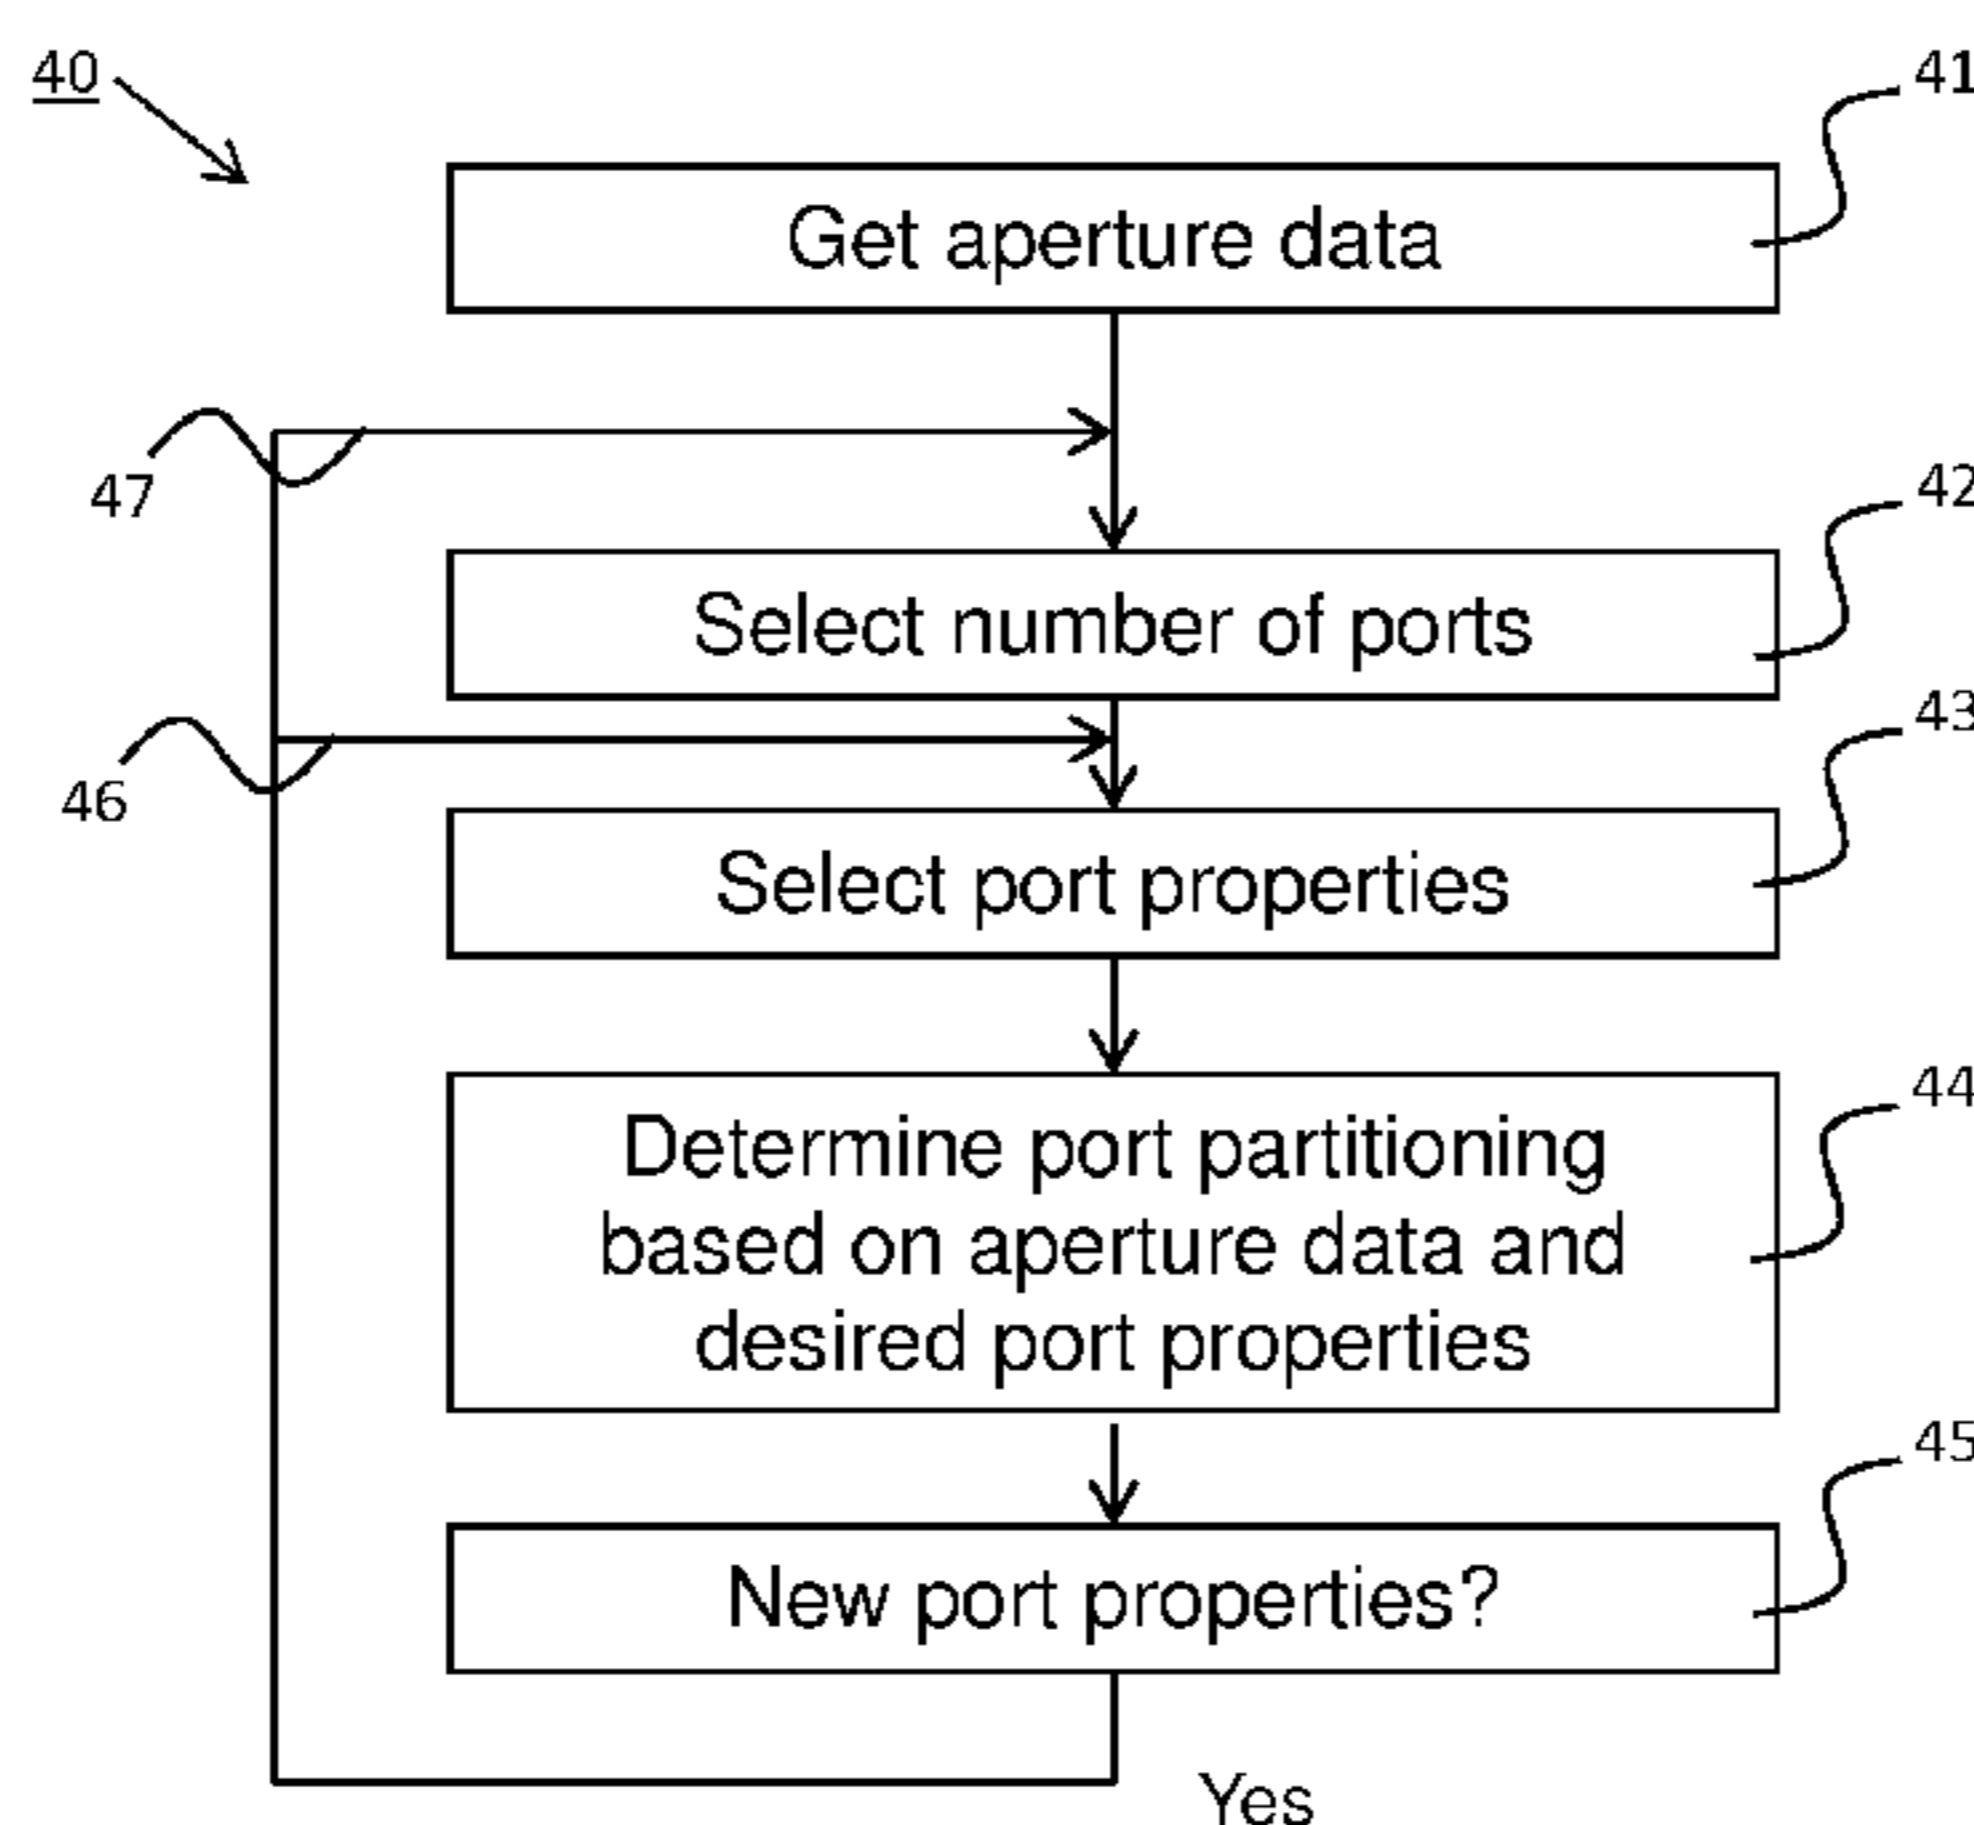 40
41
Get aperture data
47
42
Select number of ports
43
46
Select port properties
44
Determine port partitioning
based on aperture data and
desired port properties
45
New port properties?
Yes